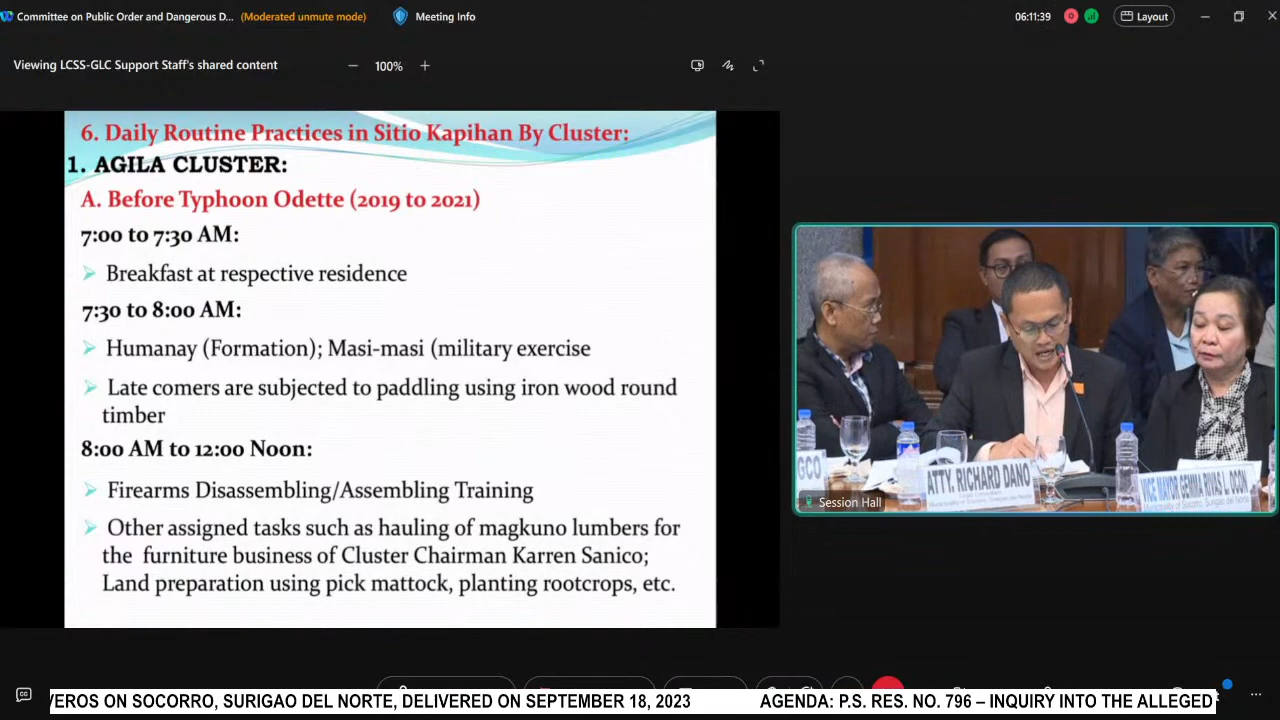 Committee on Public Order and Dangerous D... (Moderated unmute mode) Meeting Info 06:11:39 Layout
Viewing LCSS-GLC Support Staff's shared content 100%
6. Daily Routine Practices in Sitio Kapihan By Cluster:
1. AGILA CLUSTER:
A. Before Typhoon Odette (2019 to 2021)
7:00 to 7:30 AM:
Breakfast at respective residence
7:30 to 8:00 AM:
Humanay (Formation); Masi-masi (military exercise
Late comers are subjected to paddling using iron wood round
timber
8:00 AM to 12:00 Noon:
Firearms Disassembling/Assembling Training
Other assigned tasks such as hauling of magkuno lumbers for
the furniture business of Cluster Chairman Karren Sanico;
Land preparation using pick mattock, planting rootcrops, etc.
GCO
ATTY. RICHARD DANO
VICE MAYOR GEMMA RIVAS L. DCON
Session Hall
VEROS ON SOCORRO, SURIGAO DEL NORTE, DELIVERED ON SEPTEMBER 18, 2023 AGENDA: P.S. RES. NO. 796 – INQUIRY INTO THE ALLEGED